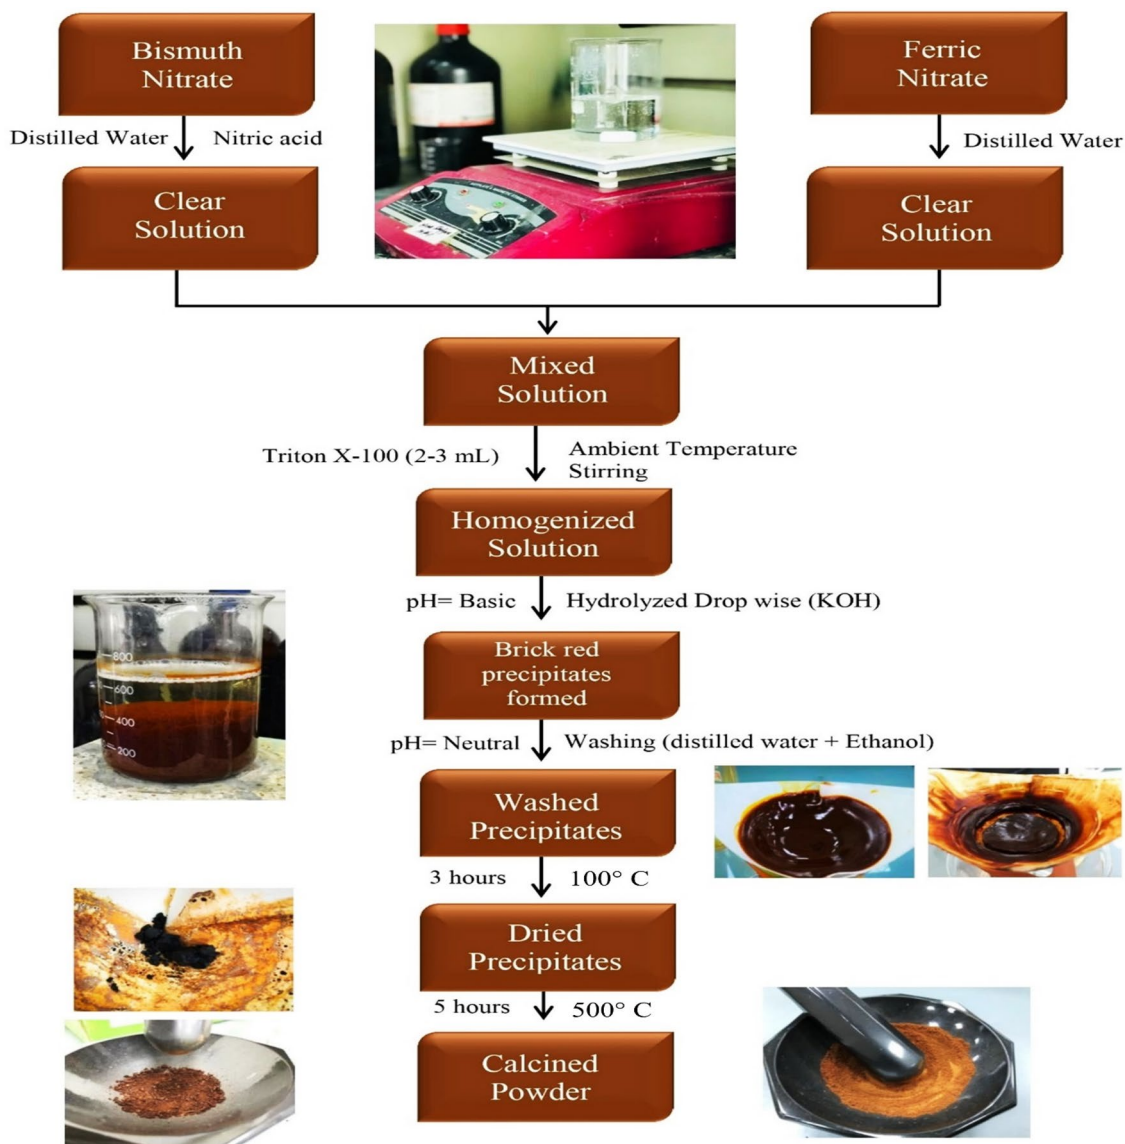 Bismuth
Nitrate
Ferric
Nitrate
Distilled Water
Nitric acid
Distilled Water
Clear
Solution
Clear
Solution
Mixed
Solution
Triton X-100 (2-3 mL)
Ambient Temperature
Stirring
Homogenized
Solution
pH= Basic
Hydrolyzed Drop wise (KOH)
Brick red
precipitates
formed
800
600
400
200
pH= Neutral
Washing (distilled water + Ethanol)
Washed
Precipitates
3 hours
100° C
Dried
Precipitates
5 hours
500° C
Calcined
Powder